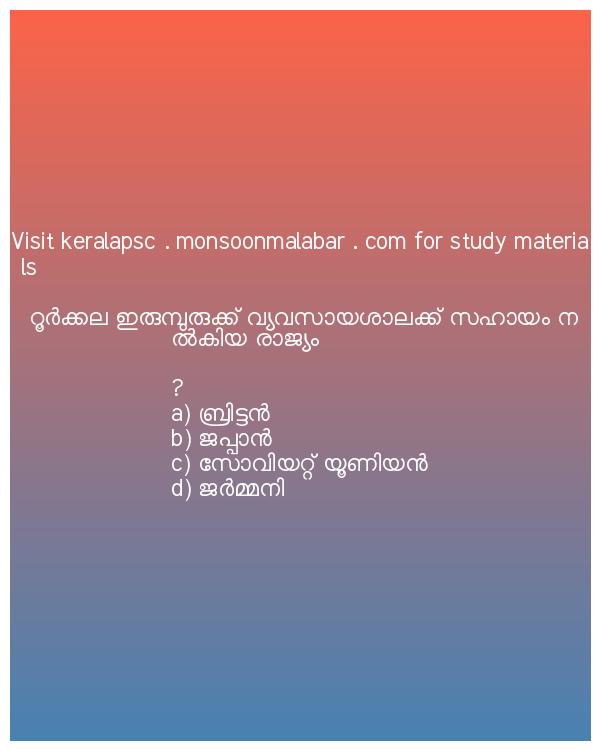 Visit keralapsc . monsoonmalabar . com for study materia
ls
റൂർക്കല ഇരുമ്പുരുക്ക് വ്യവസായശാലക്ക് സഹായം ന
ൽകിയ രാജ്യം
?
a) ബ്രിട്ടൻ
b) ജപ്പാൻ
c) സോവിയറ്റ് യൂണിയൻ
d) ജർമ്മനി